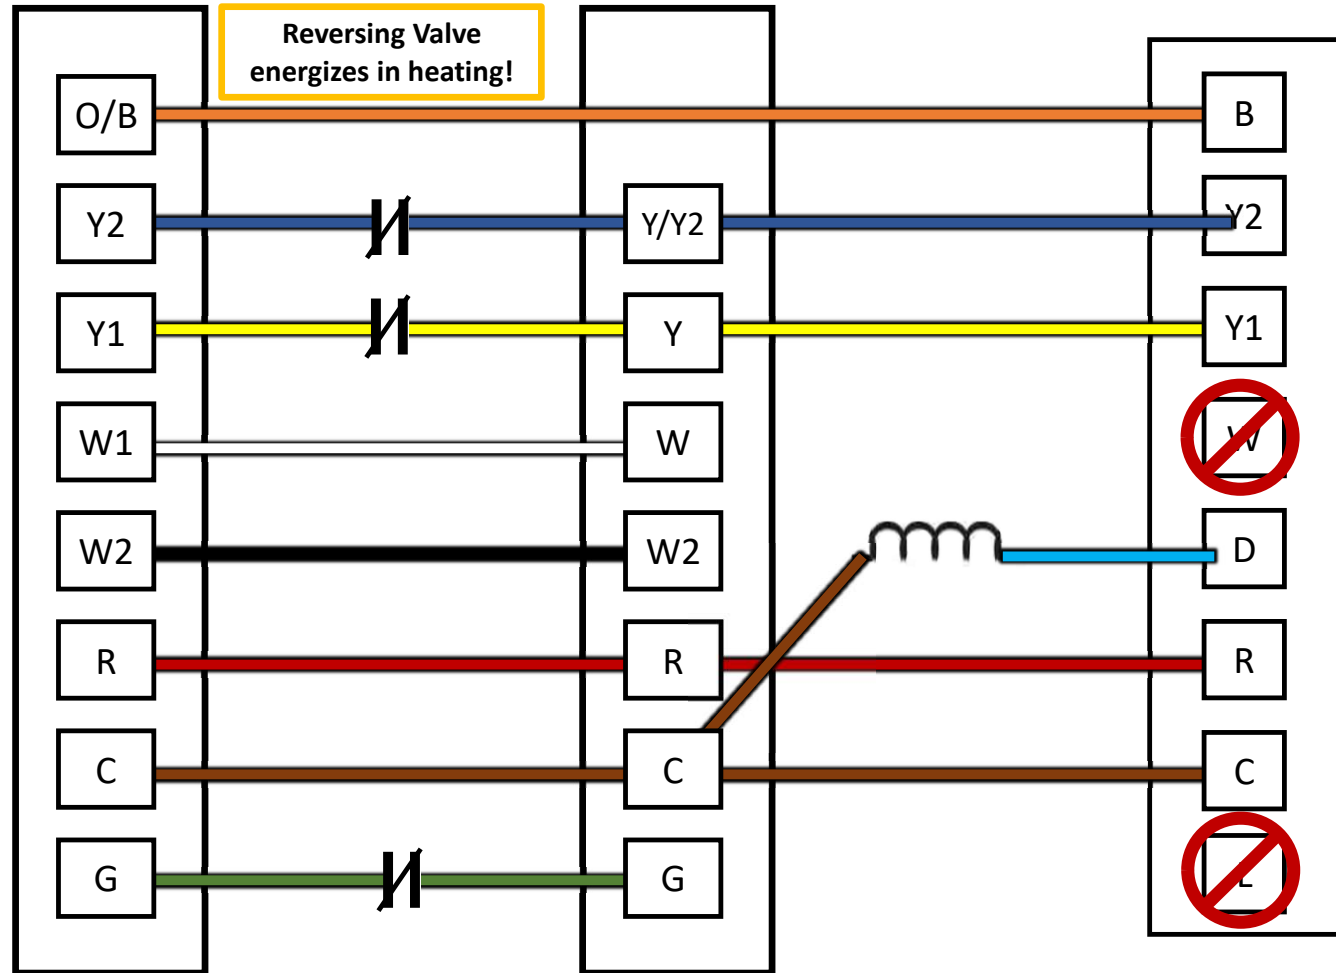 Reversing Valve
energizes in heating!
O/B
B
Y2
Y/Y2
Y2
Y1
Y
Y1
W1
W
W
W2
W2
D
R
R
R
C
C
C
G
G
L